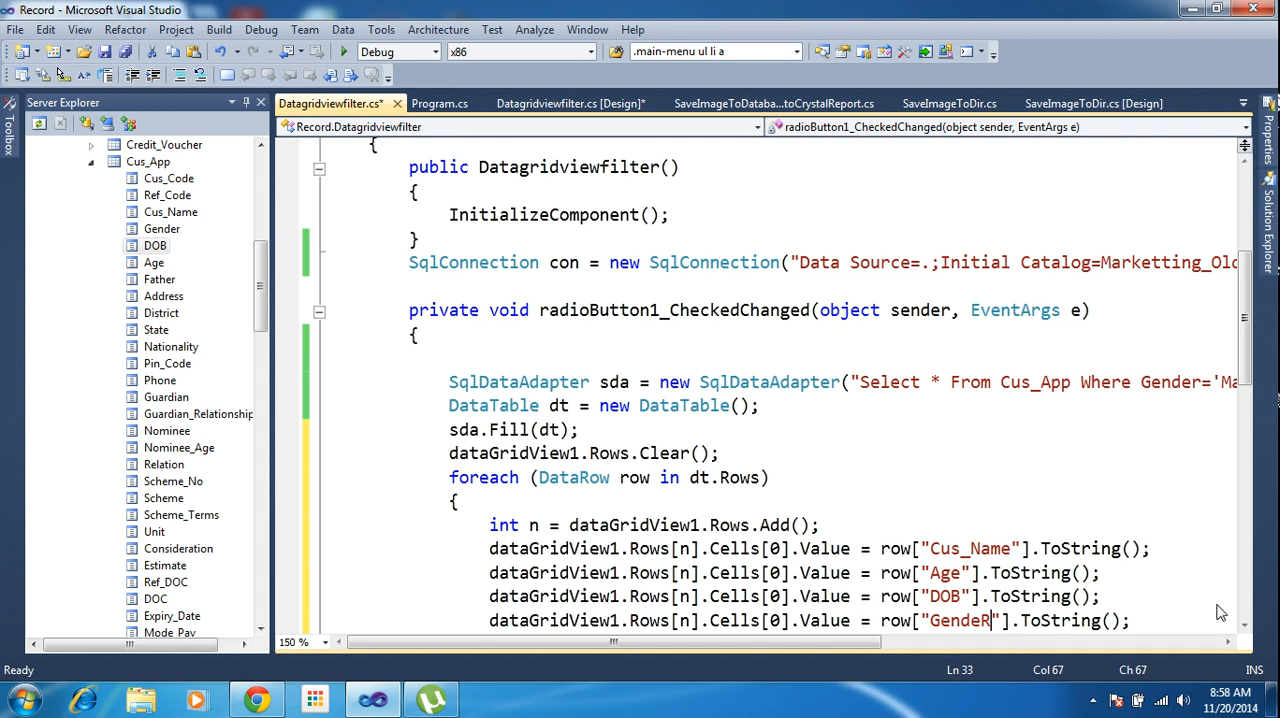 Record - Microsoft Visual Studio
File Edit View Refactor Project Build Debug Team Data Tools Architecture Test Analyze Window Help
Debug x86 .main-menu ul li a
Server Explorer
Datagridviewfilter.cs* Program.cs Datagridviewfilter.cs [Design]* SaveImageToDataba...toCrystalReport.cs SaveImageToDir.cs SaveImageToDir.cs [Design]
Record.Datagridviewfilter radioButton1_CheckedChanged(object sender, EventArgs e)
Toolbox
Credit_Voucher
Cus_App
Cus_Code
Ref_Code
Cus_Name
Gender
DOB
Age
Father
Address
District
State
Nationality
Pin_Code
Phone
Guardian
Guardian_Relationship
Nominee
Nominee_Age
Relation
Scheme_No
Scheme
Scheme_Terms
Unit
Consideration
Estimate
Ref_DOC
DOC
Expiry_Date
Mode_Pay
{
public Datagridviewfilter()
{
InitializeComponent();
}
SqlConnection con = new SqlConnection("Data Source=.;Initial Catalog=Marketting_Old
private void radioButton1_CheckedChanged(object sender, EventArgs e)
{
SqlDataAdapter sda = new SqlDataAdapter("Select * From Cus_App Where Gender='Ma
DataTable dt = new DataTable();
sda.Fill(dt);
dataGridView1.Rows.Clear();
foreach (DataRow row in dt.Rows)
{
int n = dataGridView1.Rows.Add();
dataGridView1.Rows[n].Cells[0].Value = row["Cus_Name"].ToString();
dataGridView1.Rows[n].Cells[0].Value = row["Age"].ToString();
dataGridView1.Rows[n].Cells[0].Value = row["DOB"].ToString();
dataGridView1.Rows[n].Cells[0].Value = row["GendeR"].ToString();
150 %
Properties
Solution Explorer
Ready Ln 33 Col 67 Ch 67 INS
8:58 AM
11/20/2014